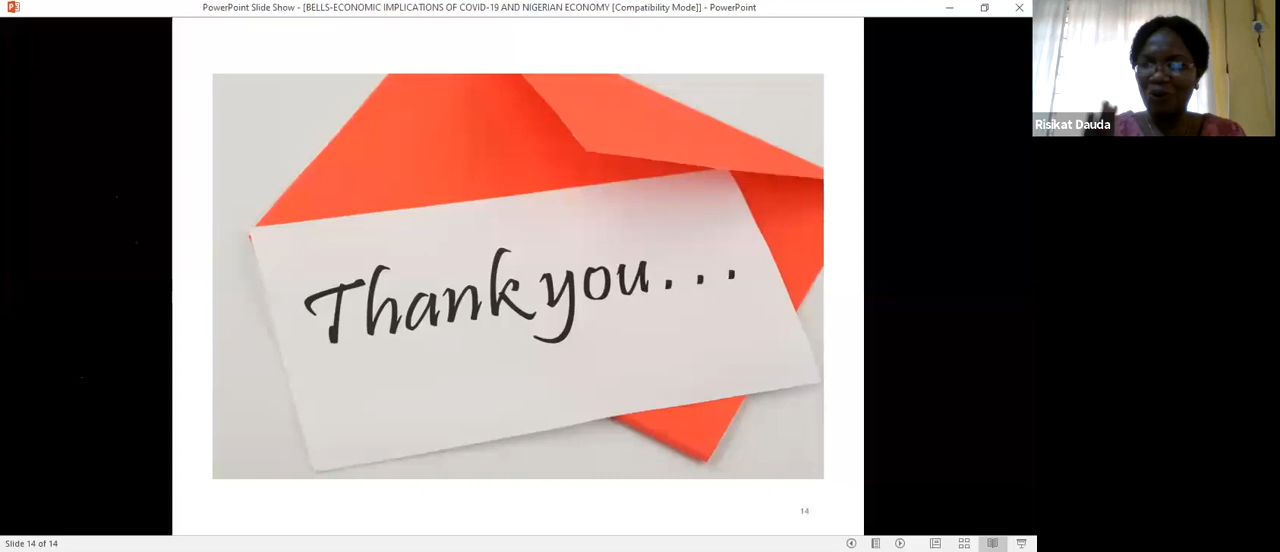 PowerPoint Slide Show - [BELLS-ECONOMIC IMPLICATIONS OF COVID-19 AND NIGERIAN ECONOMY [Compatibility Mode]] - PowerPoint
Risikat Dauda
Thank you...
14
Slide 14 of 14